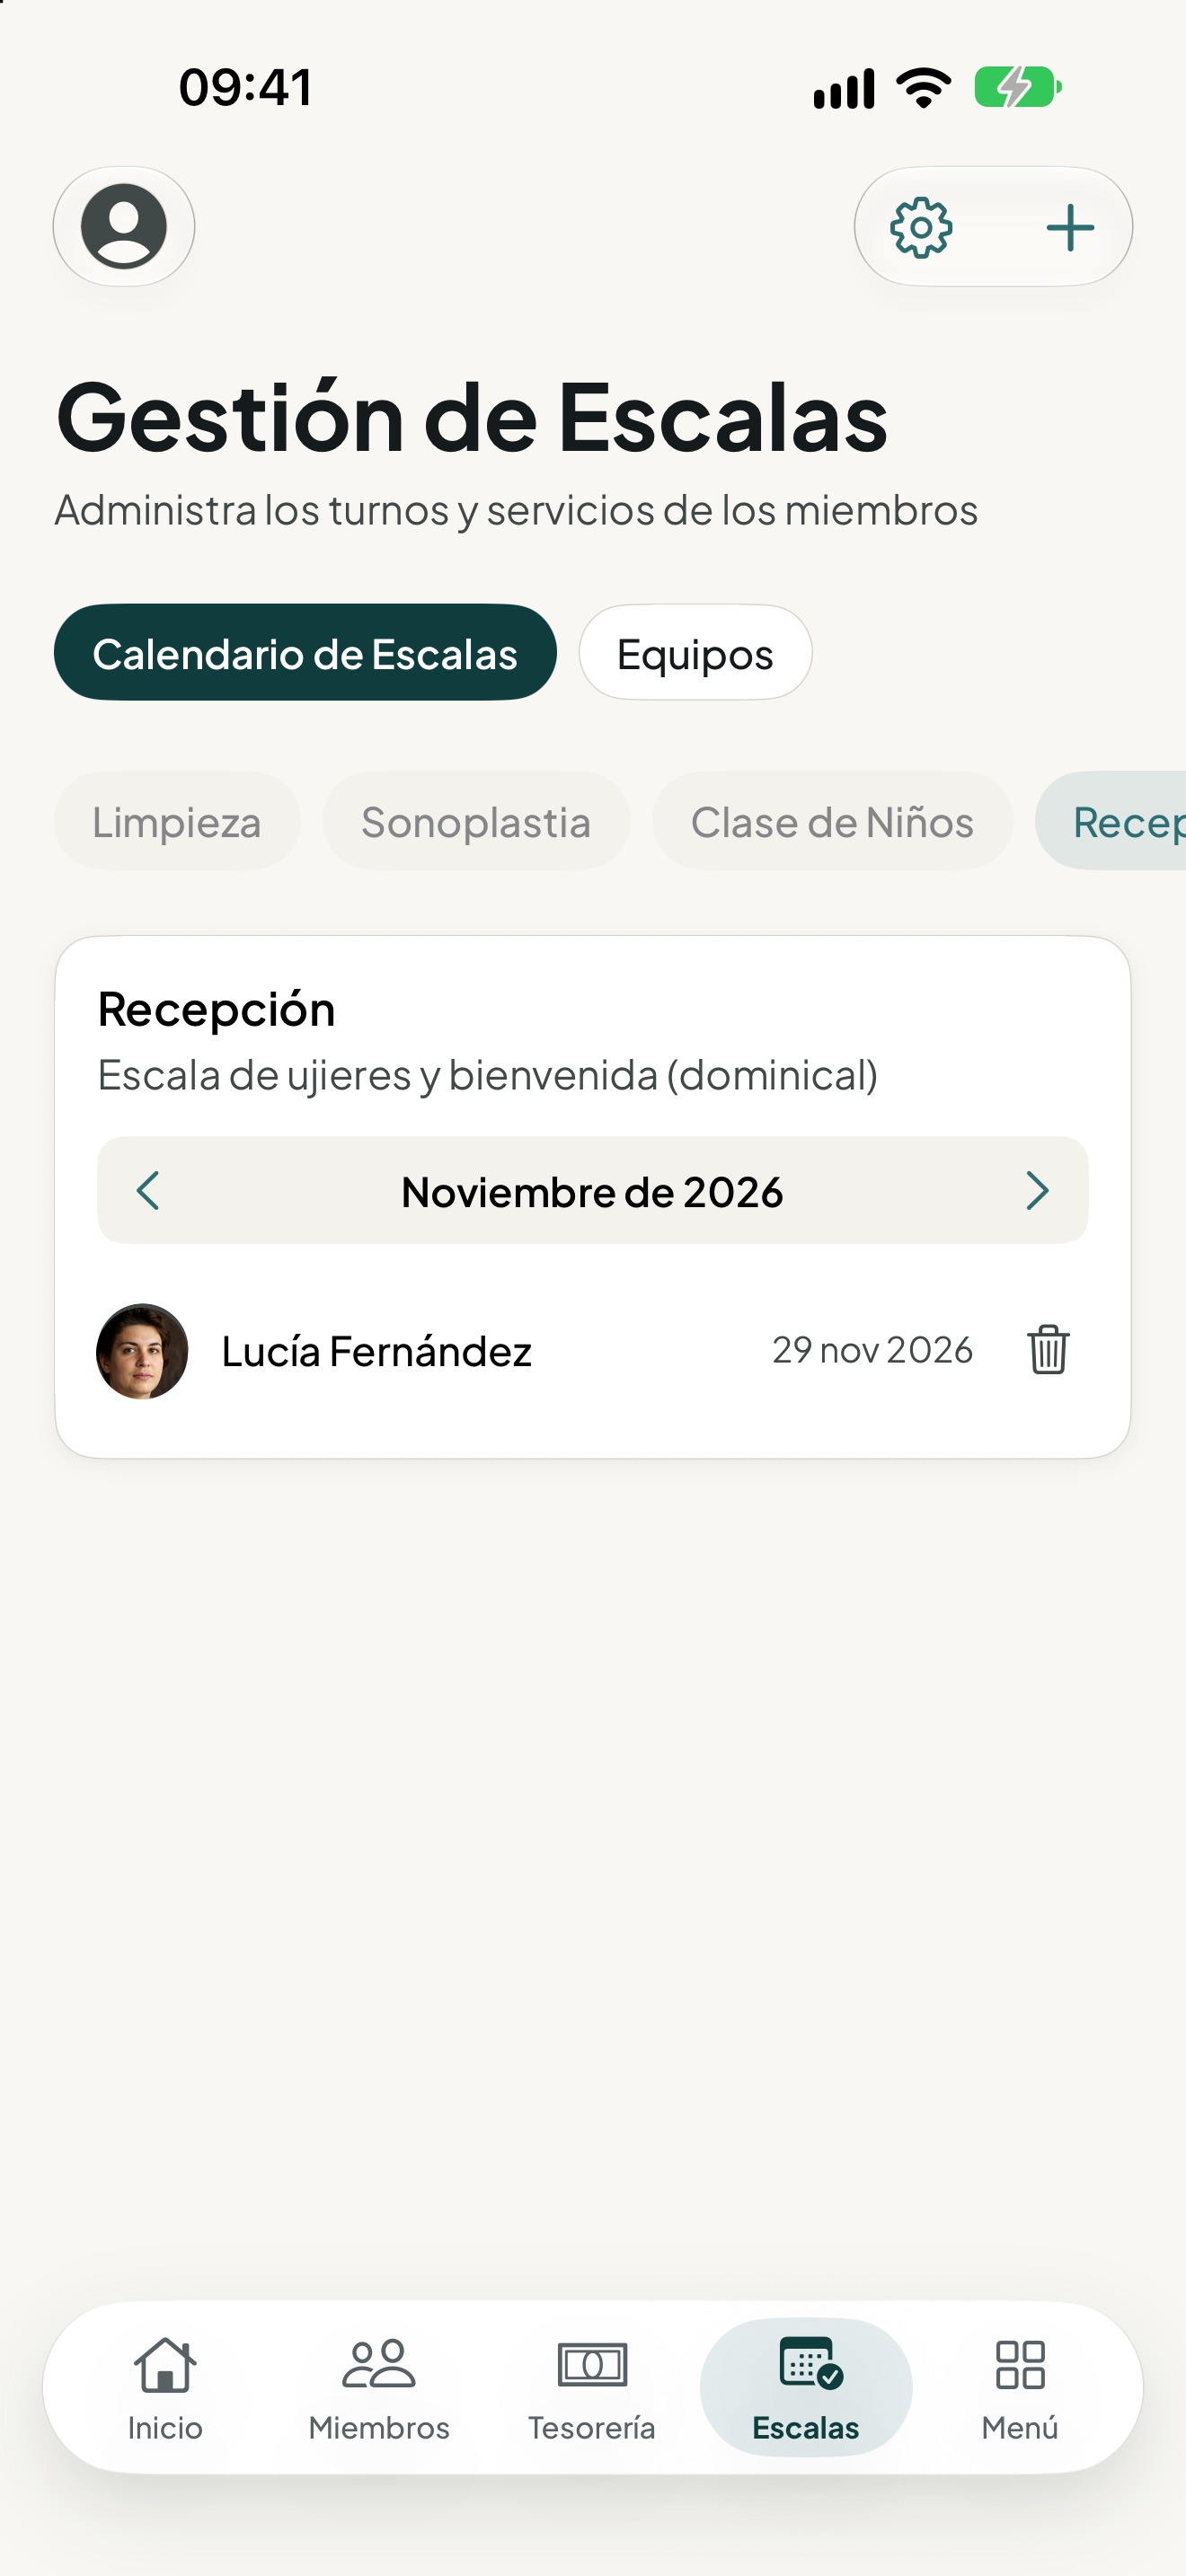 09:41
Gestión de Escalas
Administra los turnos y servicios de los miembros
Calendario de Escalas Equipos
Limpieza Sonoplastia Clase de Niños
Recepción
Escala de ujieres y bienvenida (dominical)
Noviembre de 2026
Lucía Fernández 29 nov 2026
Inicio Miembros Tesorería Escalas Menú